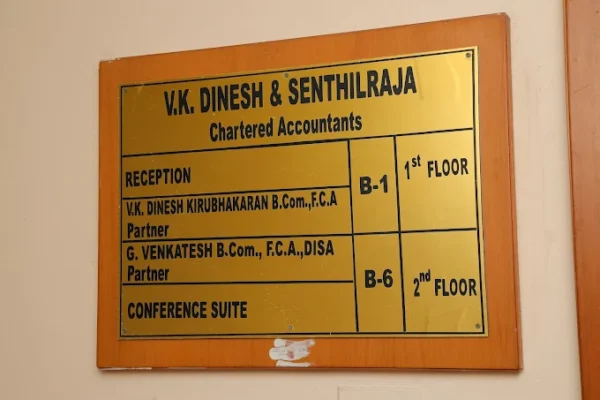 V.K. DINESH & SENTHILRAJA
Chartered Accountants
RECEPTION
V.K. DINESH KIRUBHAKARAN B.Com.,F.C.A
Partner
B-1
1st FLOOR
G. VENKATESH B.Com., F.C.A.,DISA
Partner
CONFERENCE SUITE
B-6
2nd FLOOR